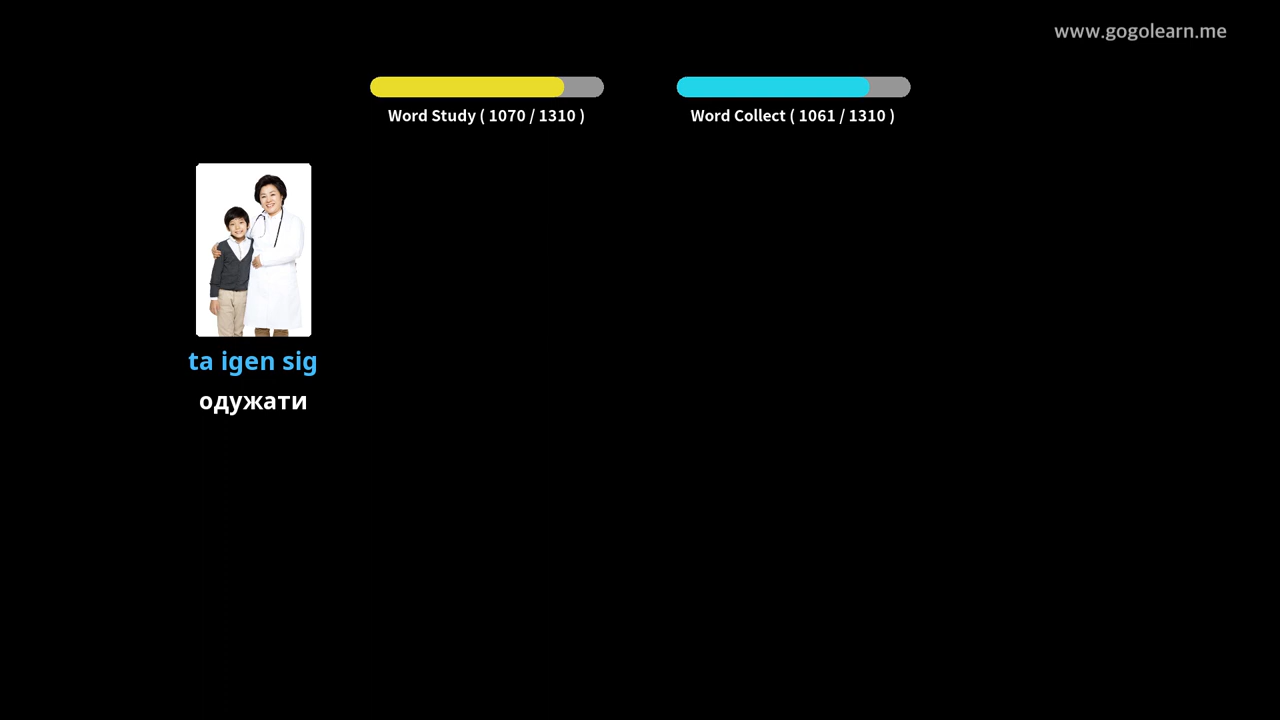 www.gogolearn.me
Word Study ( 1070 / 1310 )
Word Collect ( 1061 / 1310 )
ta igen sig
одужати